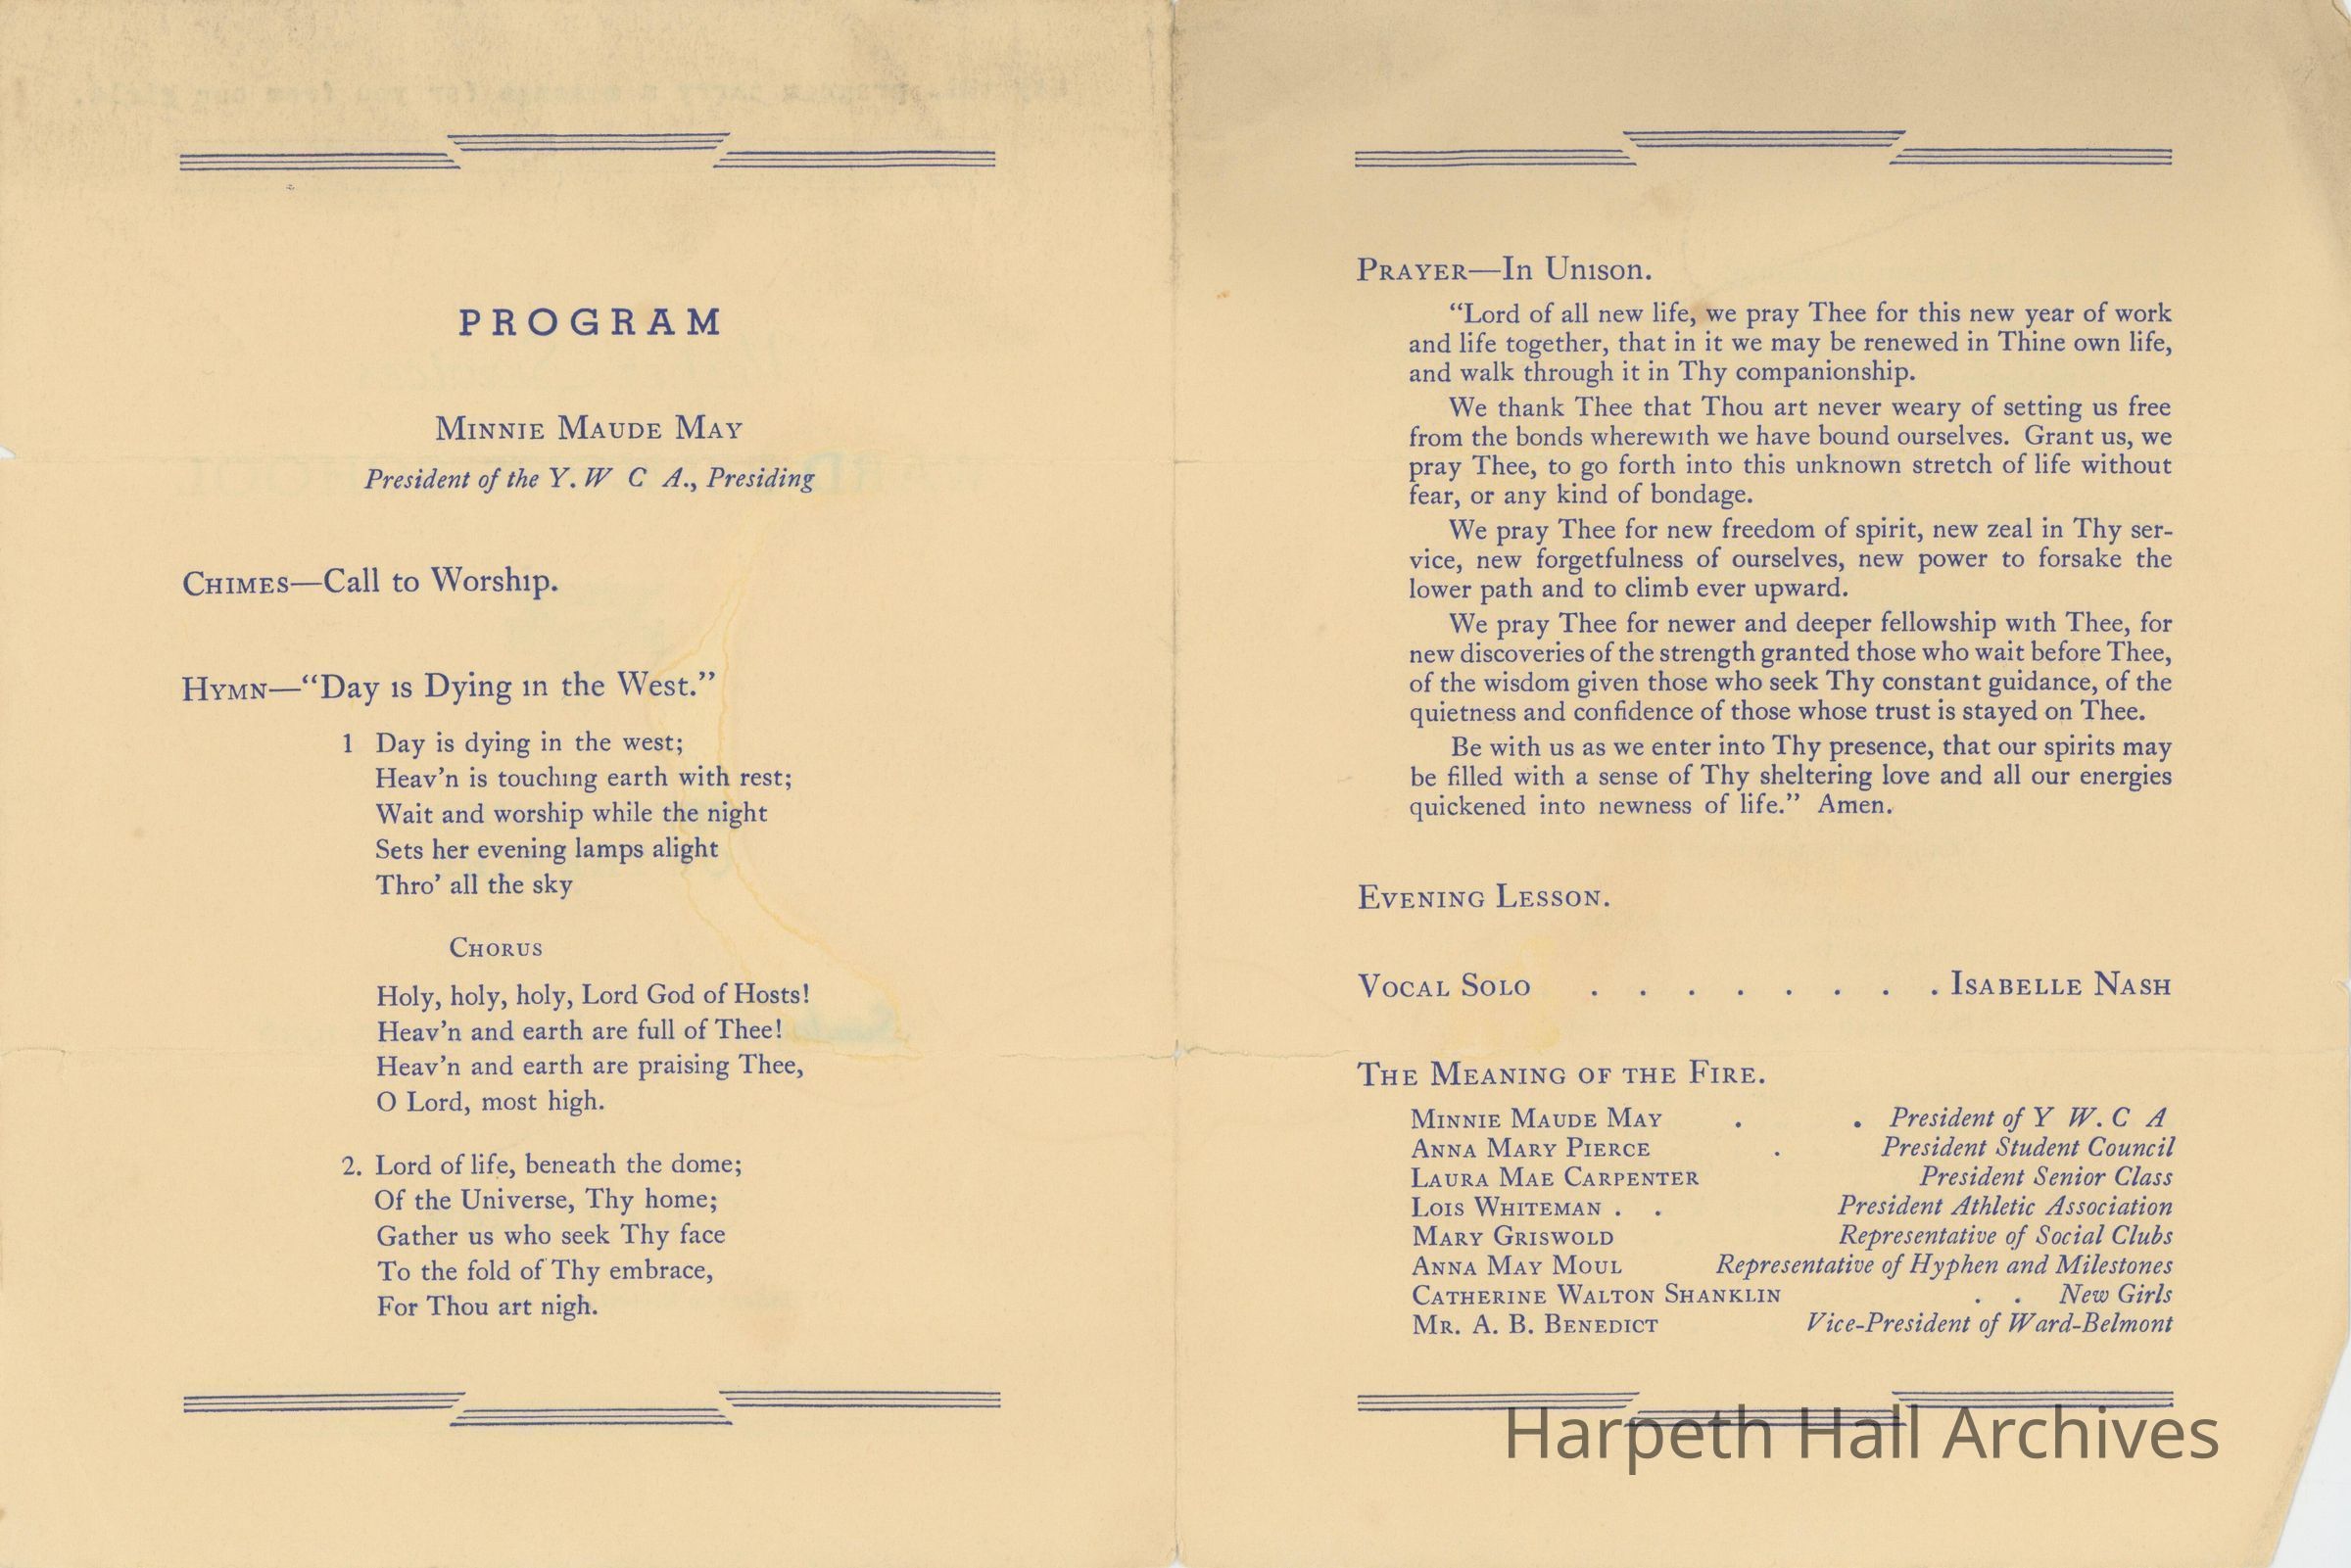 PROGRAM
Minnie Maude May
President of the Y. W C A., Presiding
Chimes—Call to Worship.
Hymn—“Day is Dying in the West.”
1 Day is dying in the west;
Heav’n is touching earth with rest;
Wait and worship while the night
Sets her evening lamps alight
Thro’ all the sky
Chorus
Holy, holy, holy, Lord God of Hosts!
Heav’n and earth are full of Thee!
Heav’n and earth are praising Thee,
O Lord, most high.
2. Lord of life, beneath the dome;
Of the Universe, Thy home;
Gather us who seek Thy face
To the fold of Thy embrace,
For Thou art nigh.
Prayer—In Unison.
“Lord of all new life, we pray Thee for this new year of work
and life together, that in it we may be renewed in Thine own life,
and walk through it in Thy companionship.
We thank Thee that Thou art never weary of setting us free
from the bonds wherewith we have bound ourselves. Grant us, we
pray Thee, to go forth into this unknown stretch of life without
fear, or any kind of bondage.
We pray Thee for new freedom of spirit, new zeal in Thy ser-
vice, new forgetfulness of ourselves, new power to forsake the
lower path and to climb ever upward.
We pray Thee for newer and deeper fellowship with Thee, for
new discoveries of the strength granted those who wait before Thee,
of the wisdom given those who seek Thy constant guidance, of the
quietness and confidence of those whose trust is stayed on Thee.
Be with us as we enter into Thy presence, that our spirits may
be filled with a sense of Thy sheltering love and all our energies
quickened into newness of life.” Amen.
Evening Lesson.
Vocal Solo . . . . . . . . Isabelle Nash
The Meaning of the Fire.
Minnie Maude May . . President of Y W. C A
Anna Mary Pierce . President Student Council
Laura Mae Carpenter President Senior Class
Lois Whiteman . . President Athletic Association
Mary Griswold Representative of Social Clubs
Anna May Moul Representative of Hyphen and Milestones
Catherine Walton Shanklin . . New Girls
Mr. A. B. Benedict Vice-President of Ward-Belmont
Harpeth Hall Archives